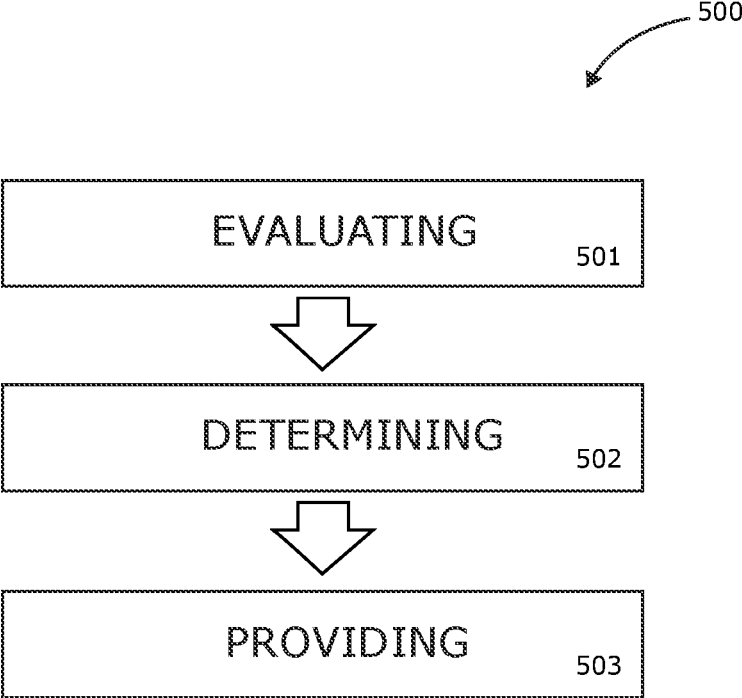 500
EVALUATING
501
DETERMINING
502
PROVIDING
503